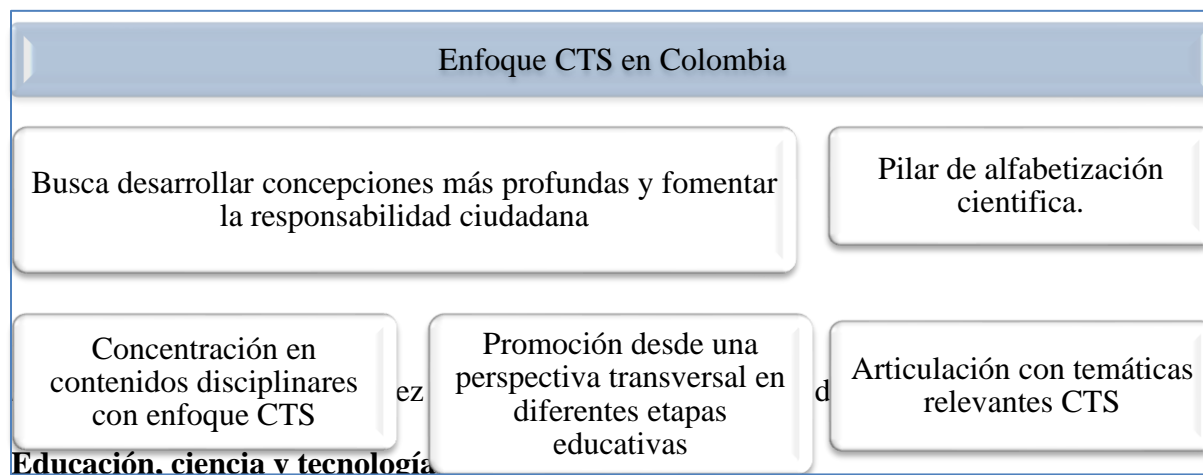 Enfoque CTS en Colombia
Busca desarrollar concepciones más profundas y fomentar
la responsabilidad ciudadana
Pilar de alfabetización
cientifica.
Concentración en
contenidos disciplinares
con enfoque CTS
Promoción desde una
perspectiva transversal en
diferentes etapas
educativas
Articulación con temáticas
relevantes CTS
ez
d
Educación, ciencia y tecnología